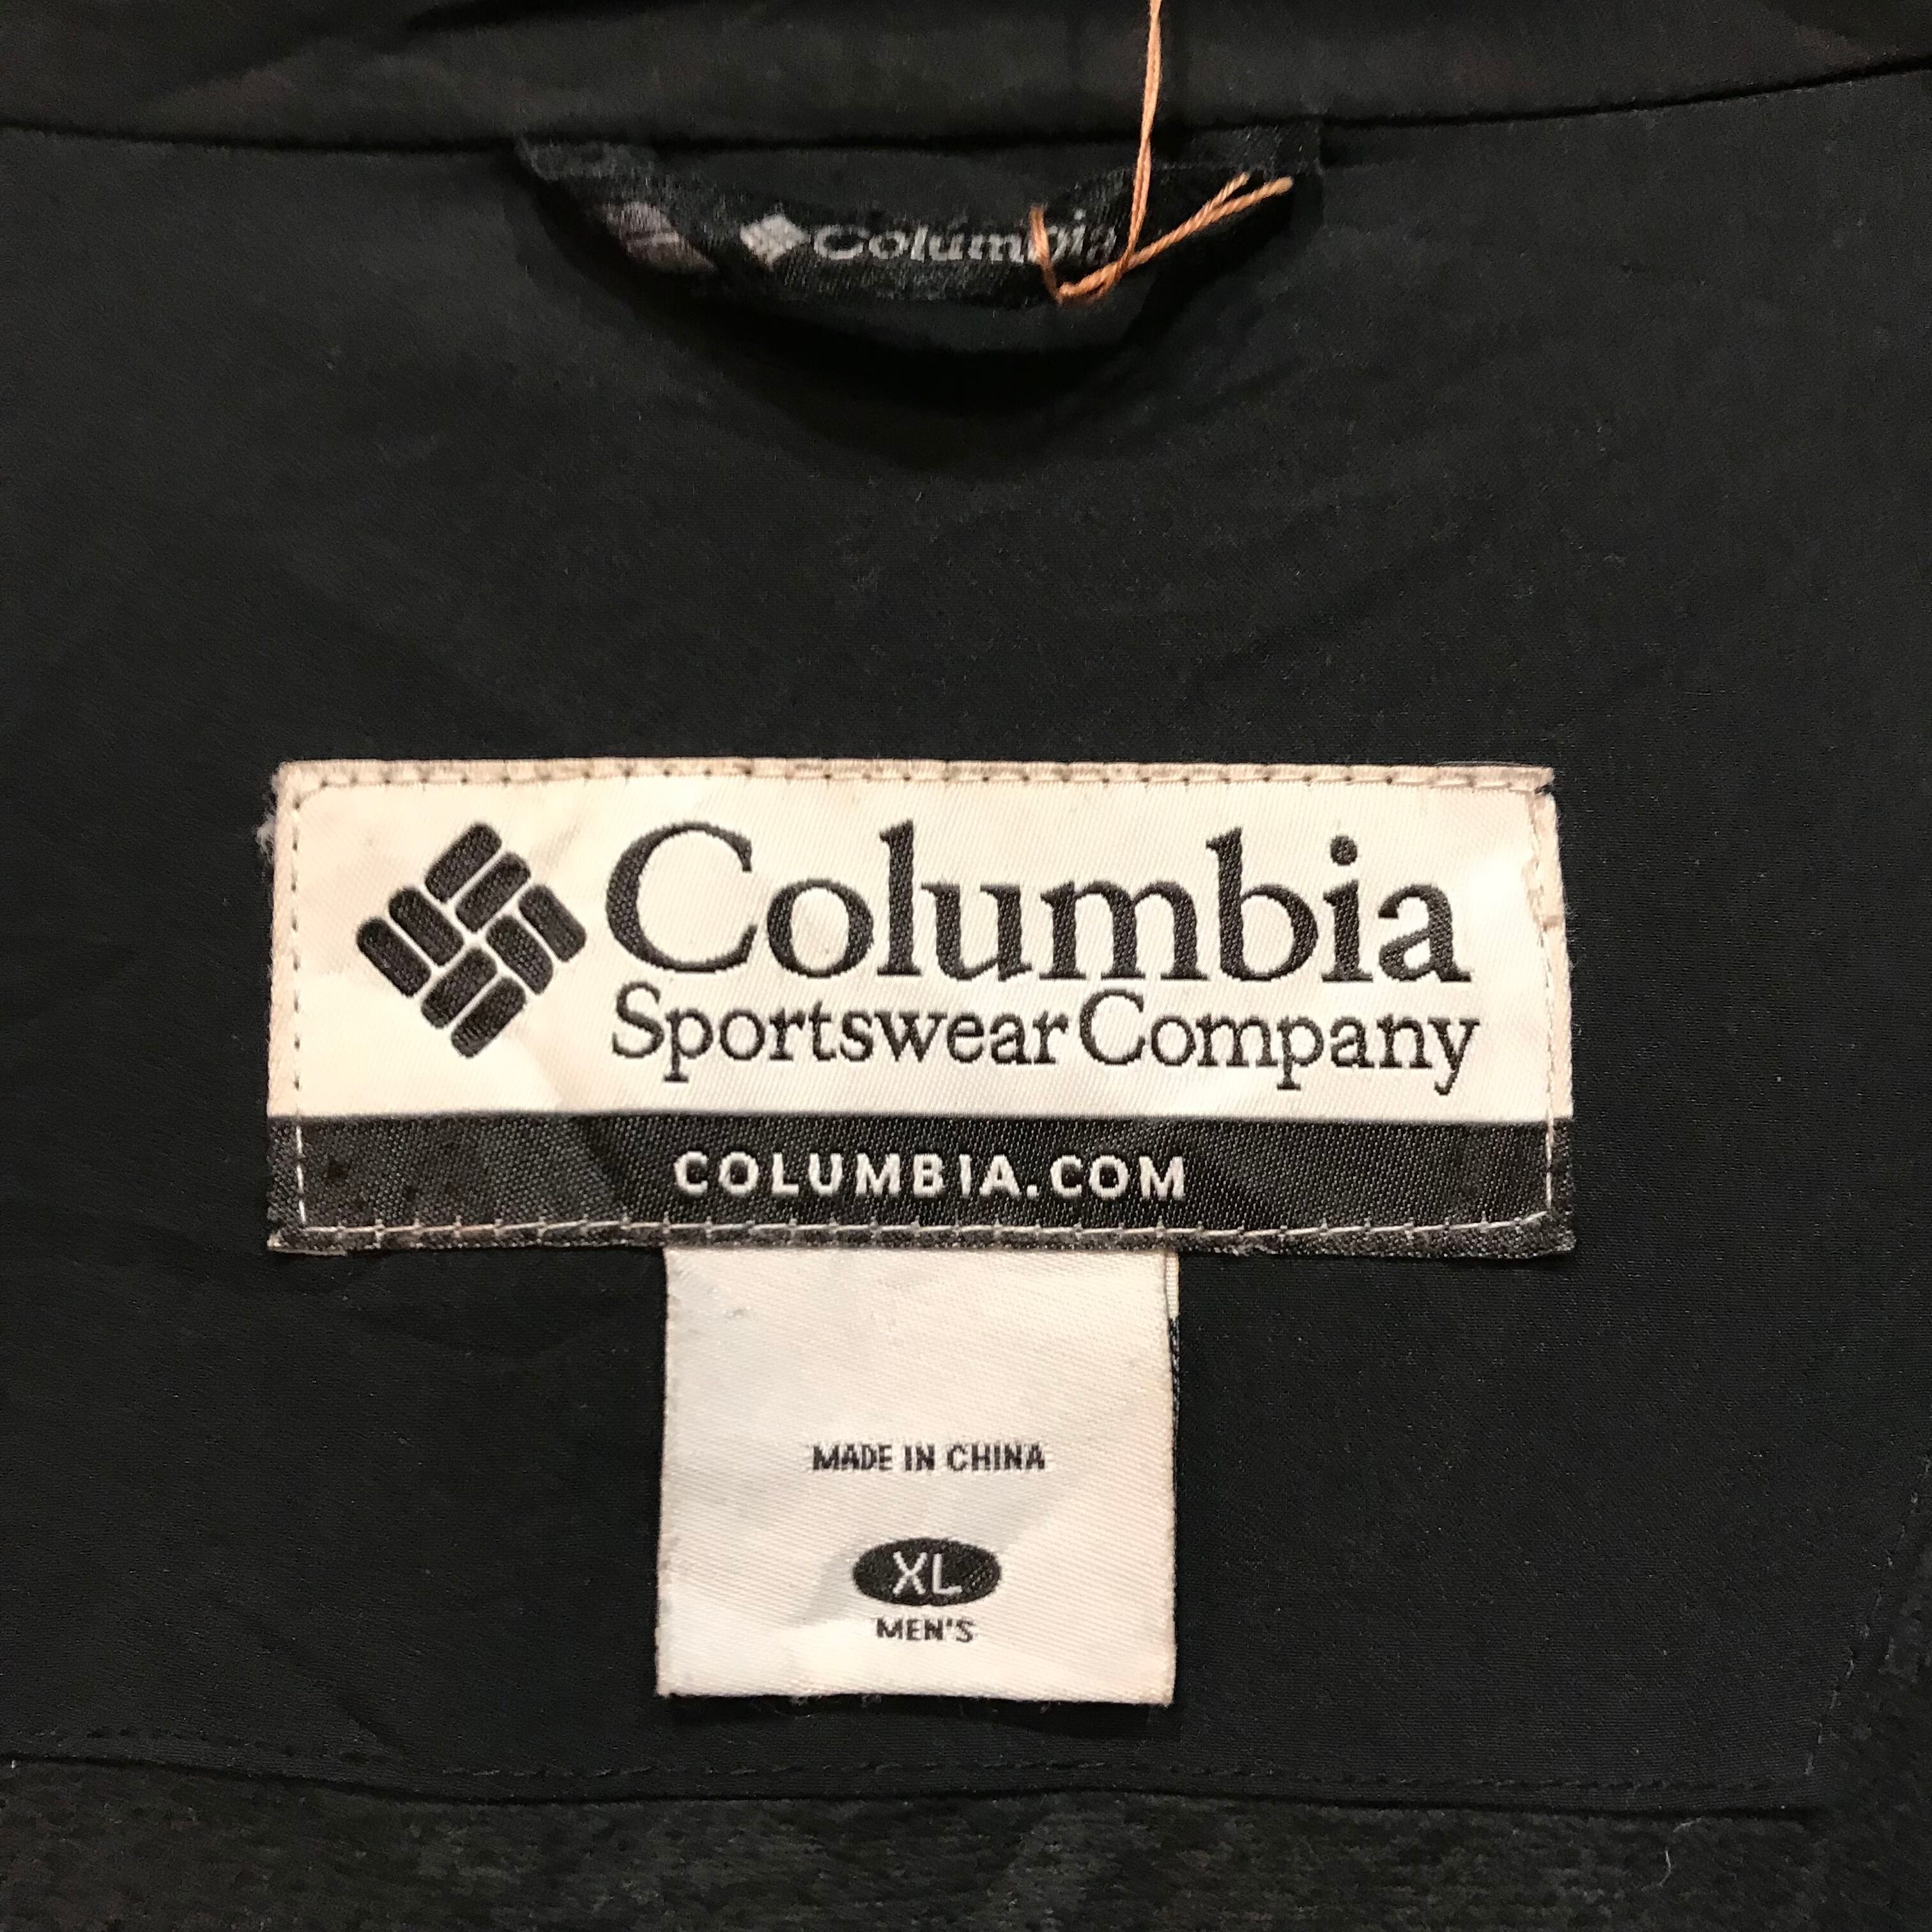 Columbia
Columbia
Sportswear Company
COLUMBIA.COM
MADE IN CHINA
XL
MEN'S